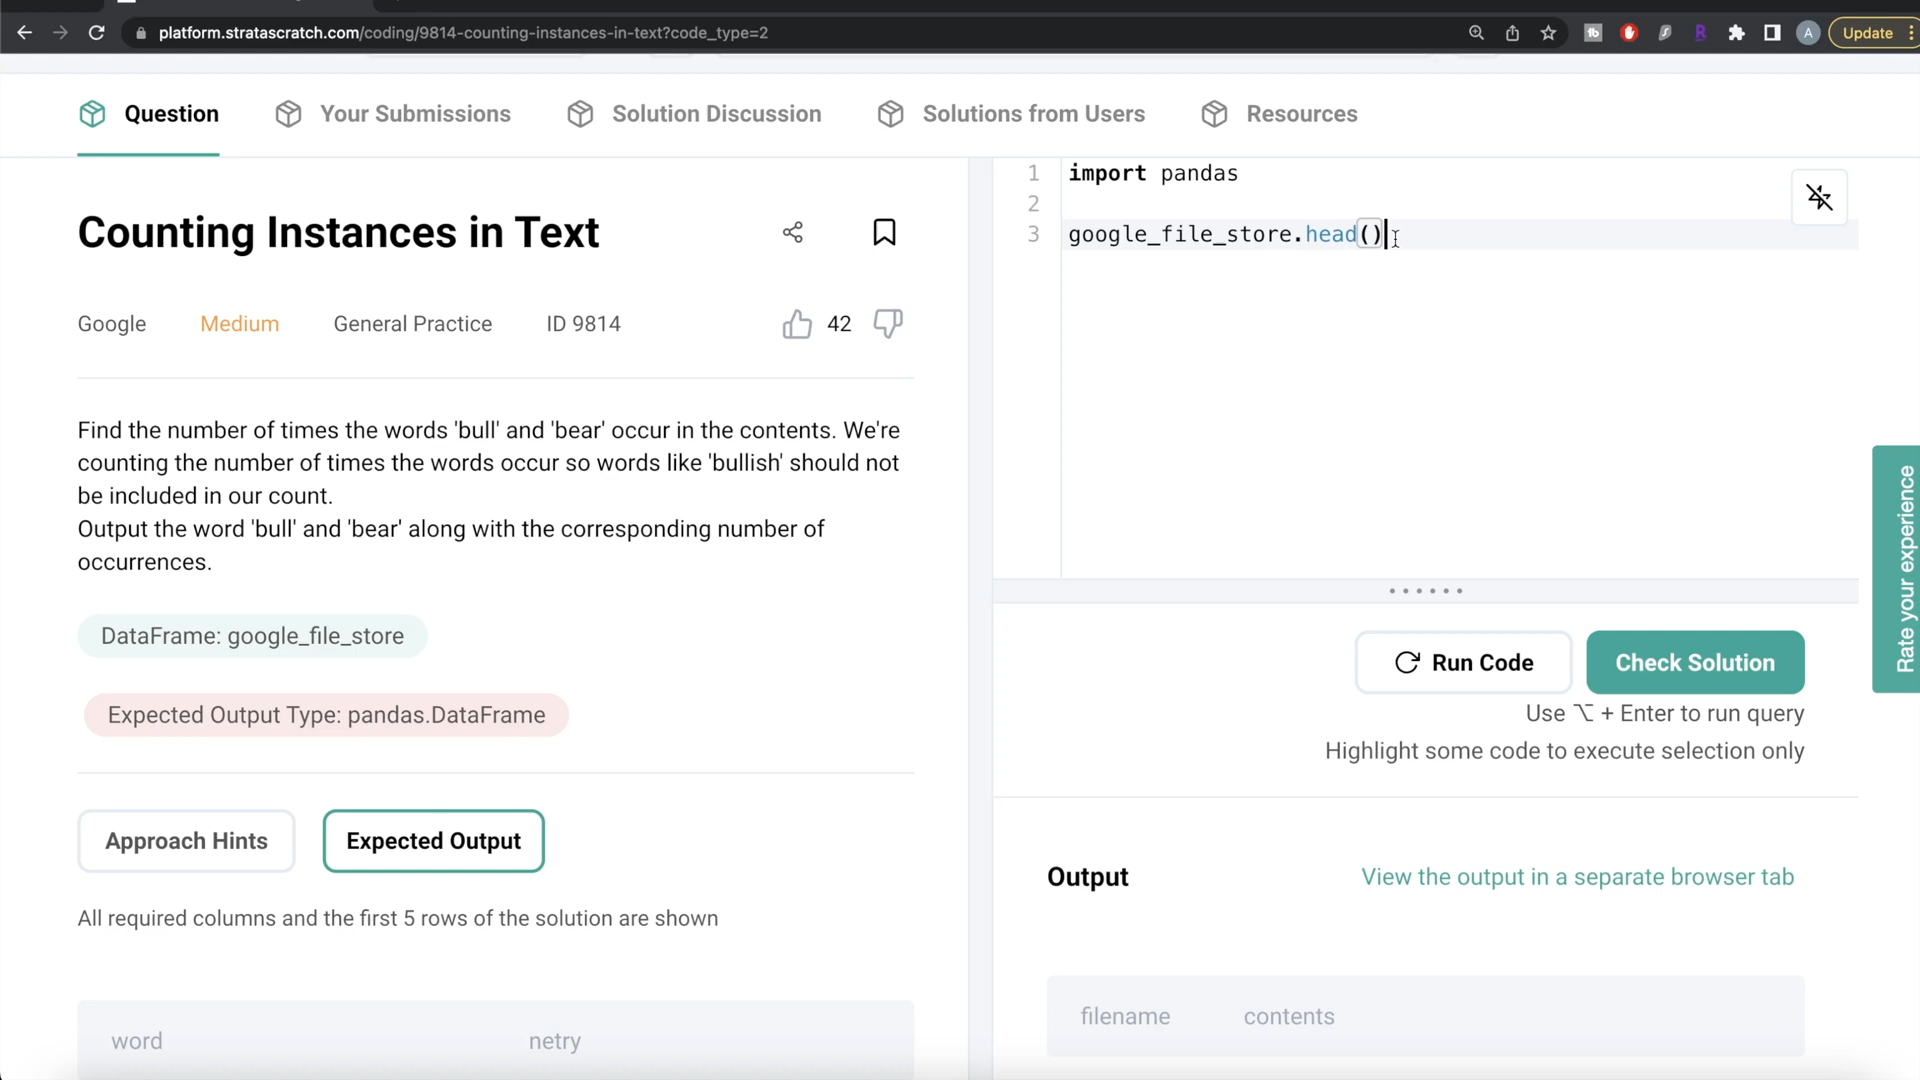 platform.stratascratch.com/coding/9814-counting-instances-in-text?code_type=2
Update
Question
Your Submissions
Solution Discussion
Solutions from Users
Resources
Counting Instances in Text
Google
Medium
General Practice
ID 9814
42
Find the number of times the words 'bull' and 'bear' occur in the contents. We're
counting the number of times the words occur so words like 'bullish' should not
be included in our count.
Output the word 'bull' and 'bear' along with the corresponding number of
occurrences.
DataFrame: google_file_store
Expected Output Type: pandas.DataFrame
Approach Hints
Expected Output
All required columns and the first 5 rows of the solution are shown
word
netry
1 import pandas
2
3 google_file_store.head()
Run Code
Check Solution
Use ⌥ + Enter to run query
Highlight some code to execute selection only
Output
View the output in a separate browser tab
filename
contents
Rate your experience
A
tb
R